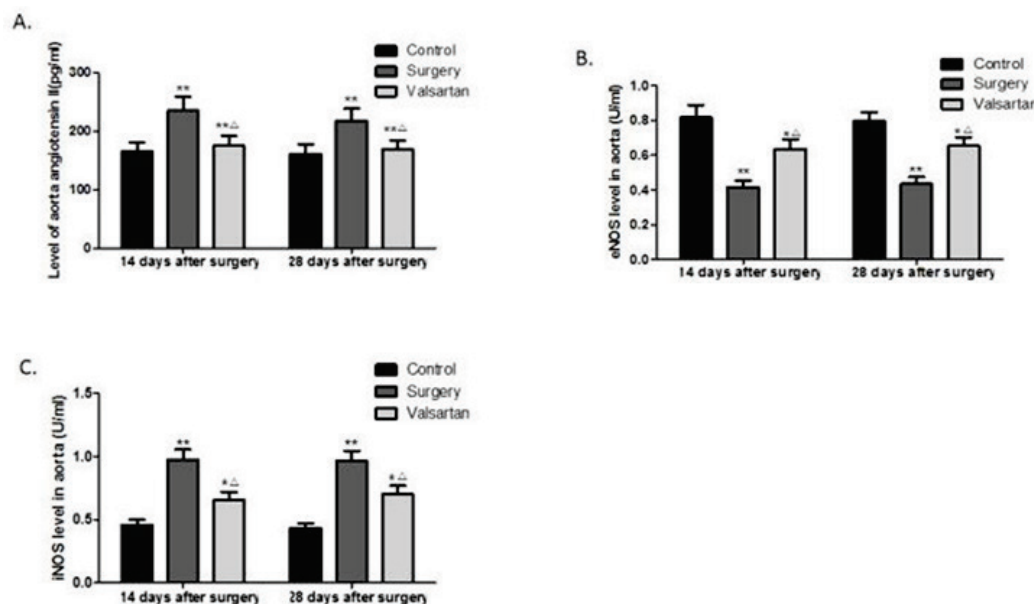 A.
Control
Surgery
Valsartan
Level of aorta angiotensin II(pg/ml)
300
200
100
0
**
**△
**
**△
14 days after surgery
28 days after surgery
B.
Control
Surgery
Valsartan
eNOS level in aorta (U/ml)
1.0
0.8
0.6
0.4
0.2
0.0
**
*△
**
*△
14 days after surgery
28 days after surgery
C.
Control
Surgery
Valsartan
iNOS level in aorta (U/ml)
1.5
1.0
0.5
0.0
**
*△
**
*△
14 days after surgery
28 days after surgery